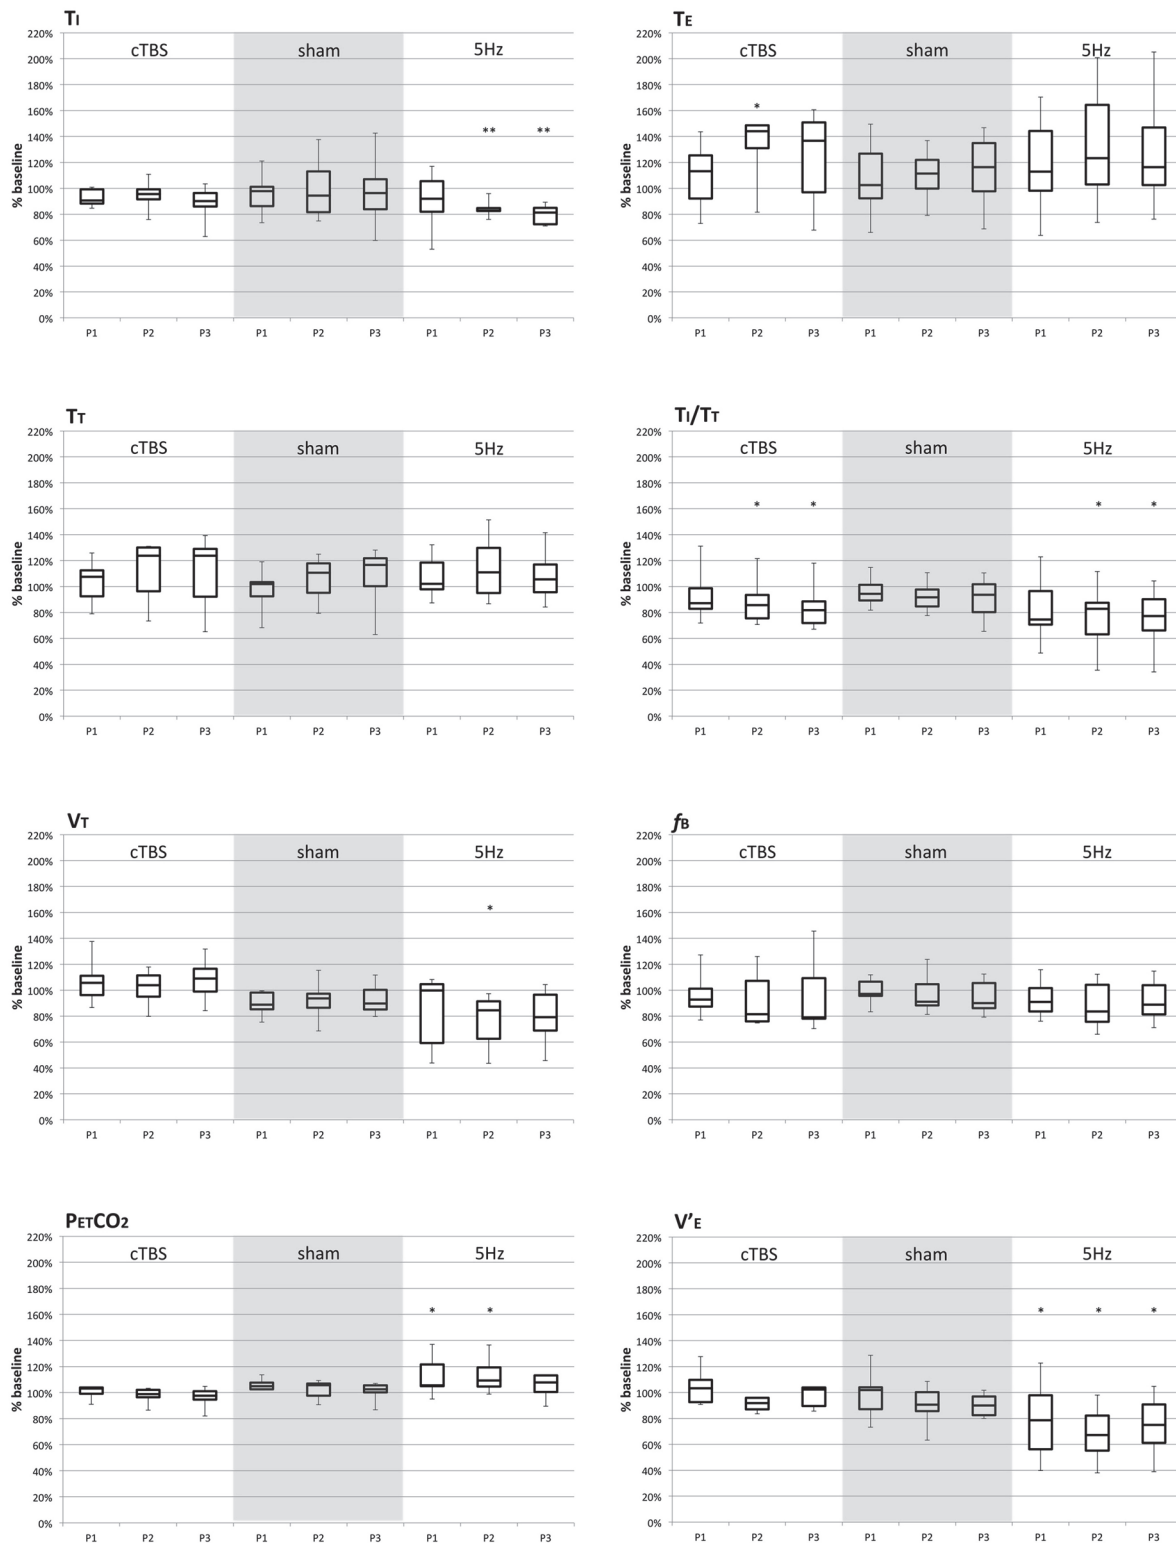 TI
220%
200%
180%
160%
140%
120%
100%
80%
60%
40%
20%
0%
% baseline
cTBS sham 5Hz
** **
P1 P2 P3 P1 P2 P3 P1 P2 P3
TE
220%
200%
180%
160%
140%
120%
100%
80%
60%
40%
20%
0%
% baseline
cTBS sham 5Hz
*
P1 P2 P3 P1 P2 P3 P1 P2 P3
TT
220%
200%
180%
160%
140%
120%
100%
80%
60%
40%
20%
0%
% baseline
cTBS sham 5Hz
P1 P2 P3 P1 P2 P3 P1 P2 P3
TI/TT
220%
200%
180%
160%
140%
120%
100%
80%
60%
40%
20%
0%
% baseline
cTBS sham 5Hz
* * * *
P1 P2 P3 P1 P2 P3 P1 P2 P3
VT
220%
200%
180%
160%
140%
120%
100%
80%
60%
40%
20%
0%
% baseline
cTBS sham 5Hz
*
P1 P2 P3 P1 P2 P3 P1 P2 P3
fB
220%
200%
180%
160%
140%
120%
100%
80%
60%
40%
20%
0%
% baseline
cTBS sham 5Hz
P1 P2 P3 P1 P2 P3 P1 P2 P3
PETCO2
220%
200%
180%
160%
140%
120%
100%
80%
60%
40%
20%
0%
% baseline
cTBS sham 5Hz
* *
P1 P2 P3 P1 P2 P3 P1 P2 P3
V'E
220%
200%
180%
160%
140%
120%
100%
80%
60%
40%
20%
0%
% baseline
cTBS sham 5Hz
* * *
P1 P2 P3 P1 P2 P3 P1 P2 P3